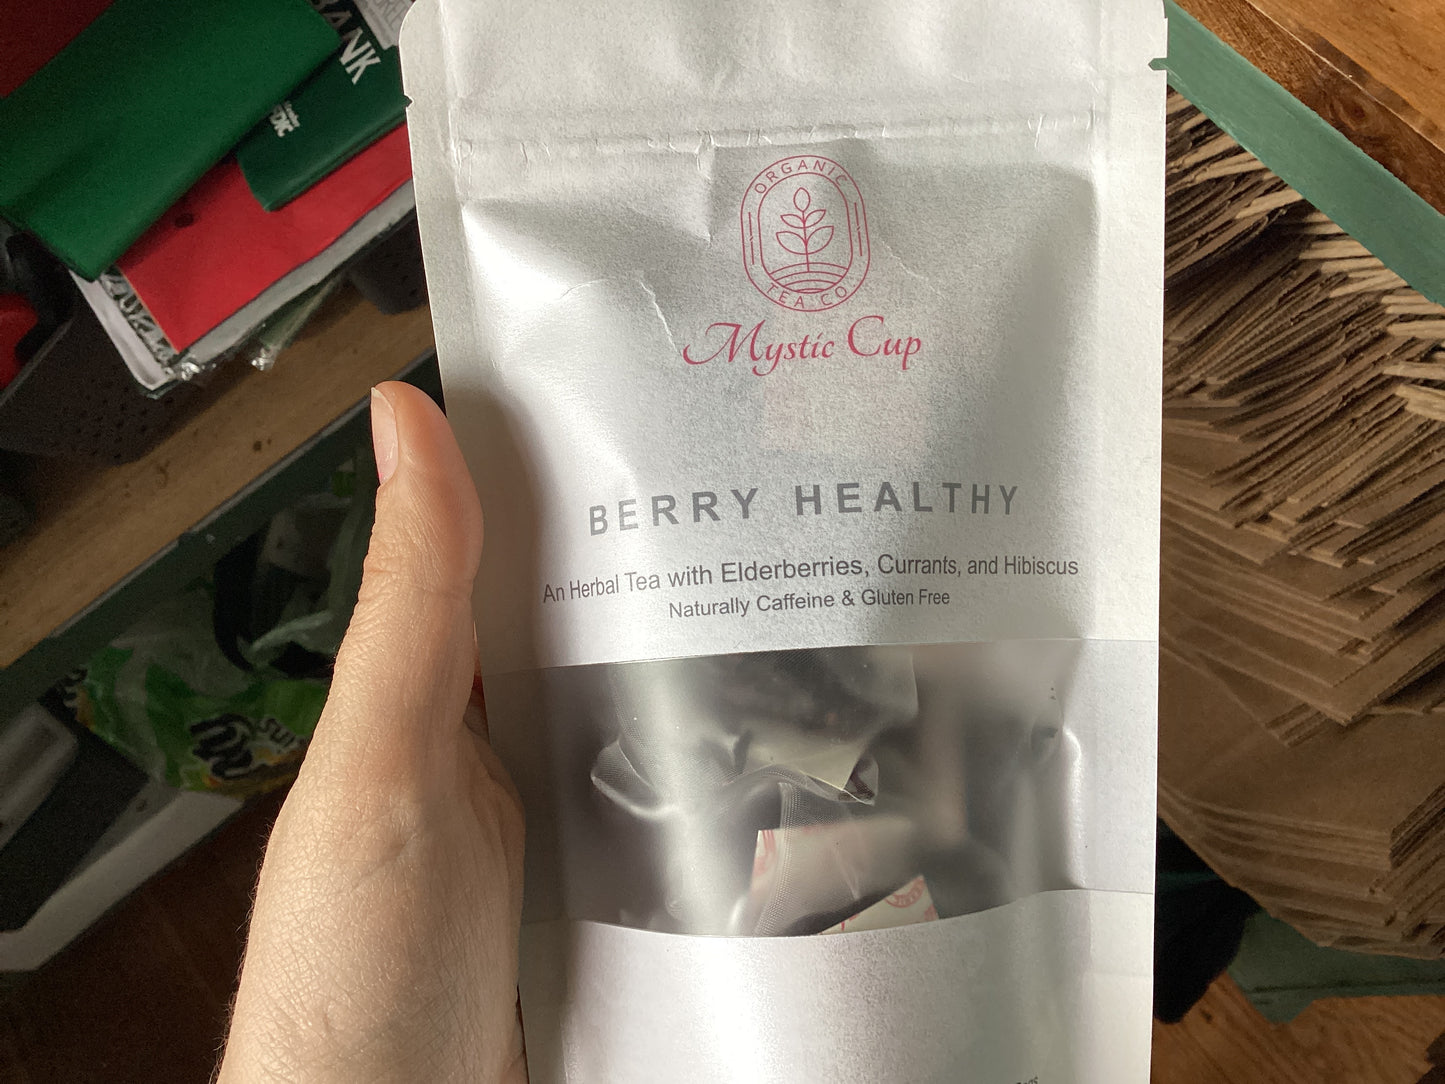 ORGANIC
TEA CO.
Mystic Cup
BERRY HEALTHY
An Herbal Tea with Elderberries, Currants, and Hibiscus
Naturally Caffeine & Gluten Free